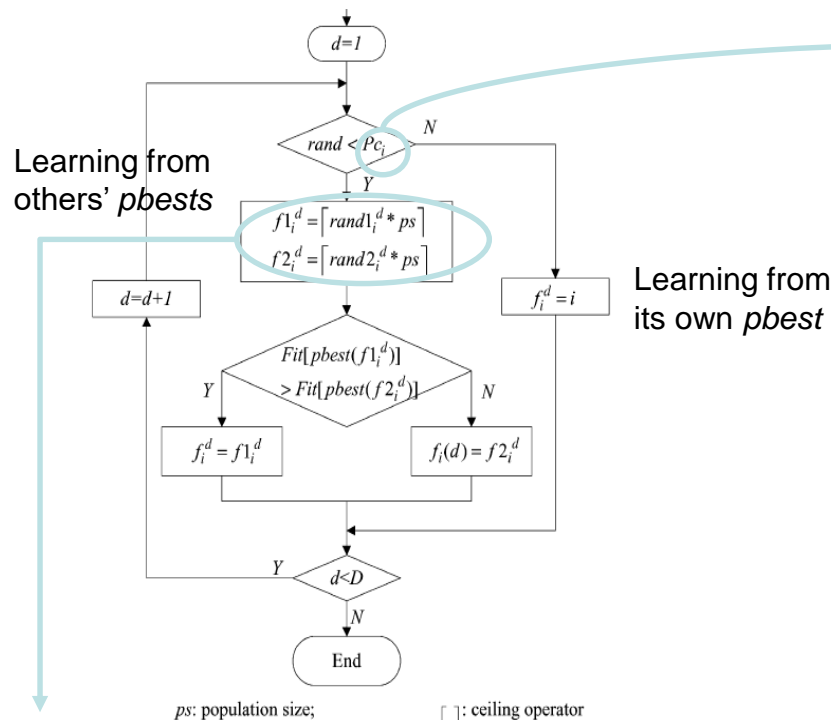 d=1
rand < Pc_i
N
Y
Learning from
others' pbests
f1_i^d = ⌈rand1_i^d * ps⌉
f2_i^d = ⌈rand2_i^d * ps⌉
d=d+1
f_i^d = i
Learning from
its own pbest
Fit[pbest(f1_i^d)]
> Fit[pbest(f2_i^d)]
Y
N
f_i^d = f1_i^d
f_i(d) = f2_i^d
Y
d<D
N
End
ps: population size;
⌈ ⌉: ceiling operator